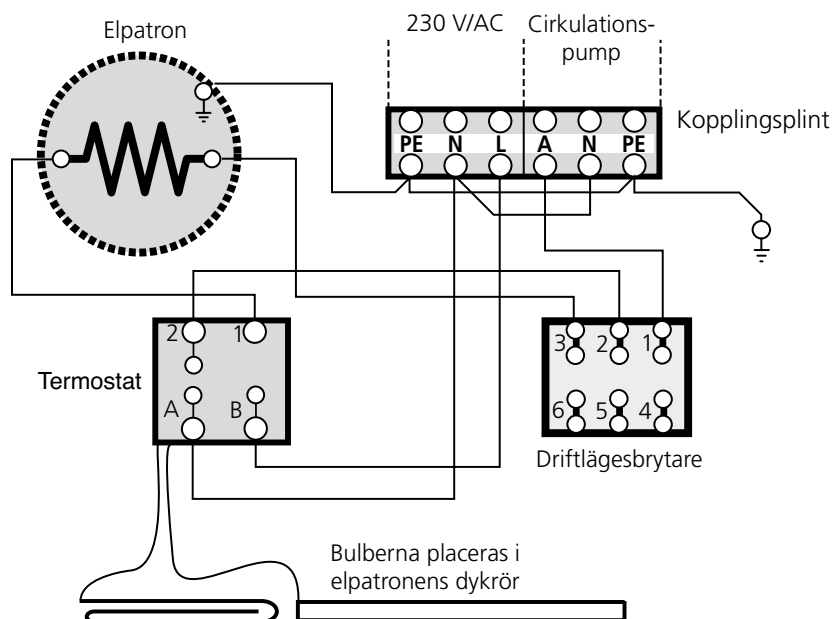 Elpatron
230 V/AC
Cirkulations-
pump
Kopplingsplint
PE N L A N PE
2 1
A B
Termostat
3 2 1
6 5 4
Driftlägesbrytare
Bulberna placeras i
elpatronens dykrör